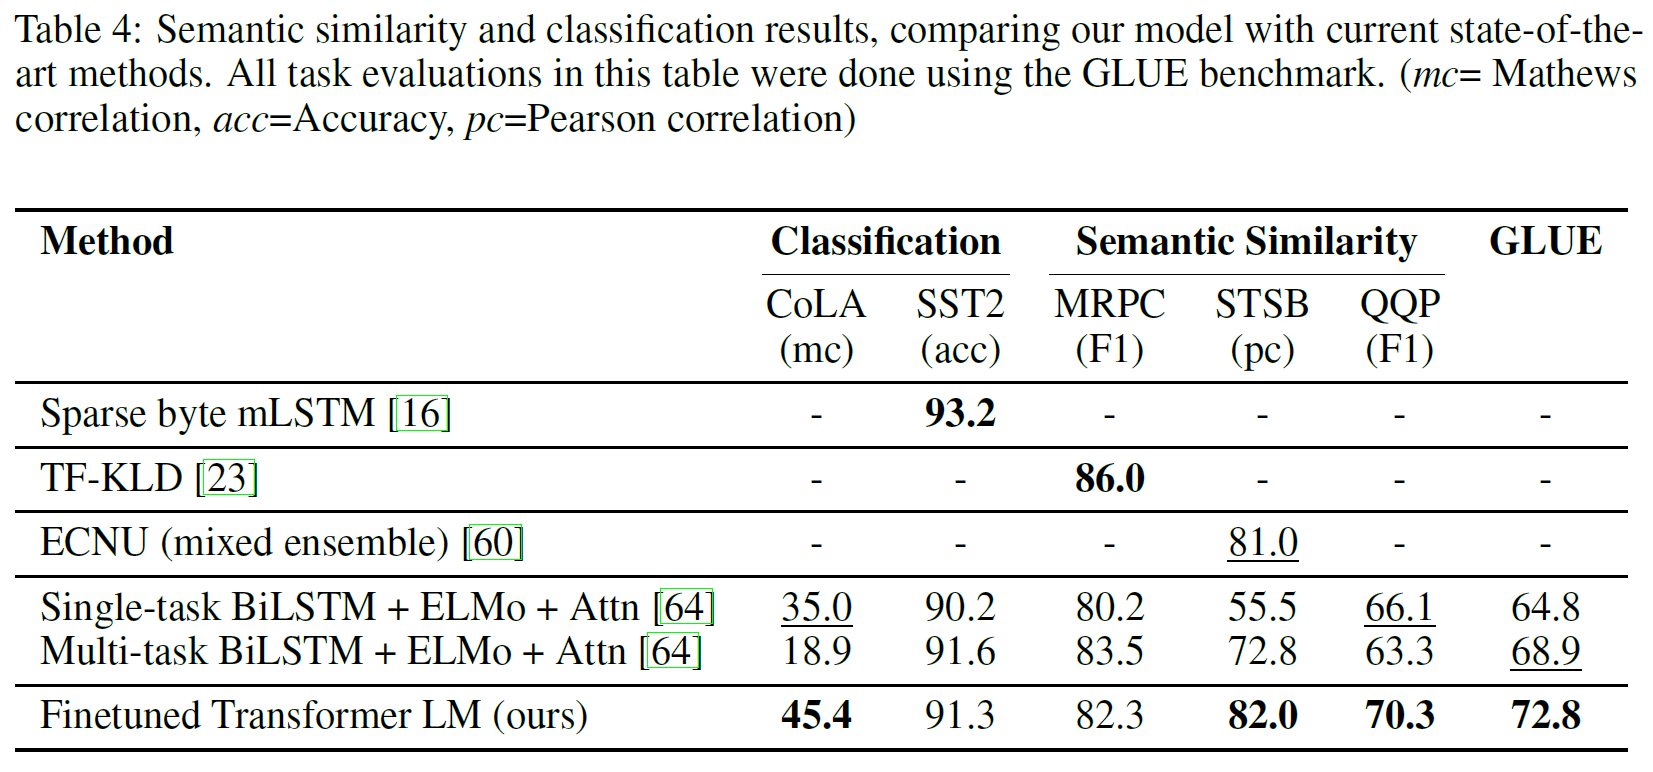 Table 4: Semantic similarity and classification results, comparing our model with current state-of-the-
art methods. All task evaluations in this table were done using the GLUE benchmark. (mc= Mathews
correlation, acc=Accuracy, pc=Pearson correlation)
Method Classification Semantic Similarity GLUE
CoLA SST2 MRPC STSB QQP
(mc) (acc) (F1) (pc) (F1)
Sparse byte mLSTM [16] - 93.2 - - - -
TF-KLD [23] - - 86.0 - - -
ECNU (mixed ensemble) [60] - - - 81.0 - -
Single-task BiLSTM + ELMo + Attn [64] 35.0 90.2 80.2 55.5 66.1 64.8
Multi-task BiLSTM + ELMo + Attn [64] 18.9 91.6 83.5 72.8 63.3 68.9
Finetuned Transformer LM (ours) 45.4 91.3 82.3 82.0 70.3 72.8